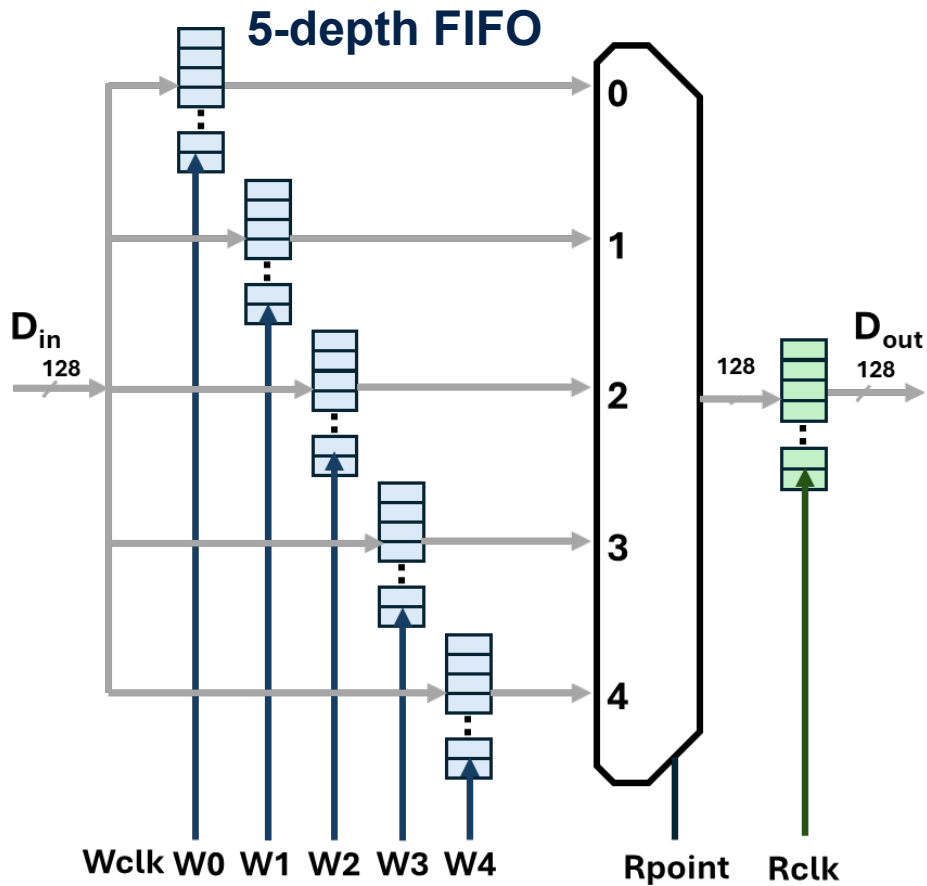 5-depth FIFO
0
1
D_in
128
2
128
D_out
128
3
4
Wclk W0 W1 W2 W3 W4
Rpoint
Rclk